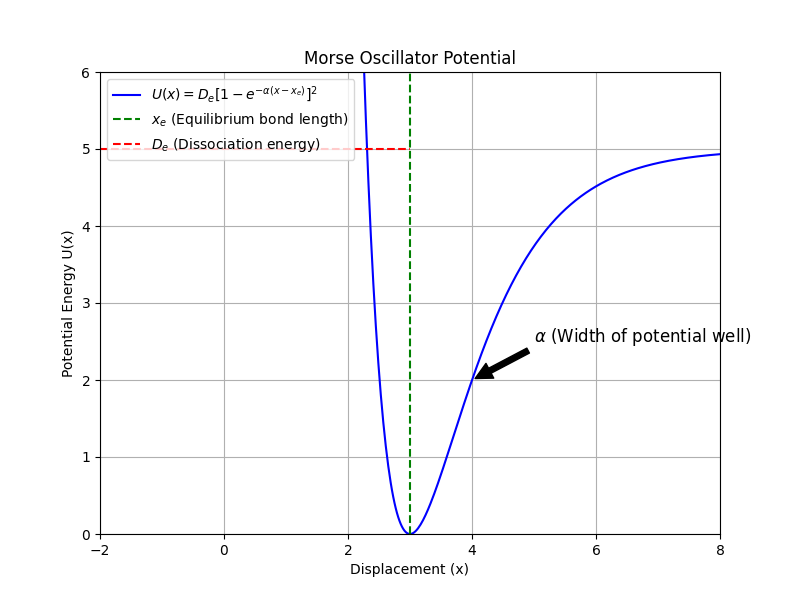 Morse Oscillator Potential
U(x) = D_e[1 − e^{−α(x−x_e)}]^2
x_e (Equilibrium bond length)
D_e (Dissociation energy)
6
5
4
3
2
1
0
Potential Energy U(x)
α (Width of potential well)
−2
0
2
4
6
8
Displacement (x)